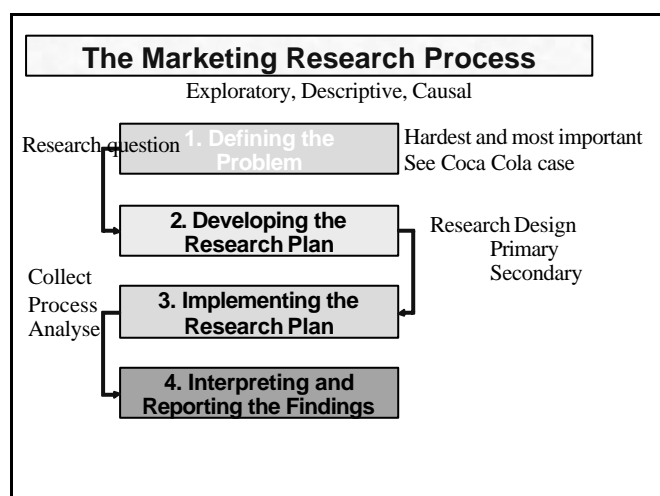 The Marketing Research Process
Exploratory, Descriptive, Causal
Research question
1. Defining the
Problem
Hardest and most important
See Coca Cola case
2. Developing the
Research Plan
Research Design
Primary
Secondary
Collect
Process
Analyse
3. Implementing the
Research Plan
4. Interpreting and
Reporting the Findings